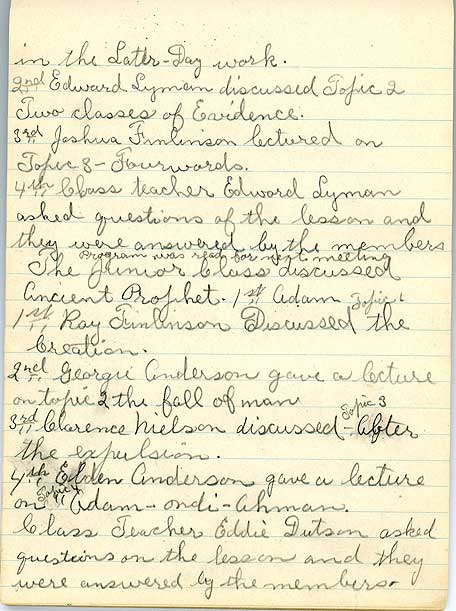 in the Latter-Day work.
2nd Edward Lyman discussed Topic 2
Two classes of Evidence.
3rd Joshua Finlinson lectured on
Topic 3 - Fourwords.
4th Class teacher Edward Lyman
asked questions of the lesson and
they were answered by the members
Program was read for next meeting
The Junior Class discussed
Ancient Prophet. 1st Adam Topic 1
1st Ray Finlinson Discussed the
Creation.
2nd Georgie Anderson gave a lecture
on topic 2 the fall of man
3rd Clarence Nielson discussed - Topic 3 After
the expulsion.
4th Elden Anderson gave a lecture
on Topic 4 Adam-ondi-ahman.
Class Teacher Eddie Dutson asked
questions on the lesson and they
were answered by the members.